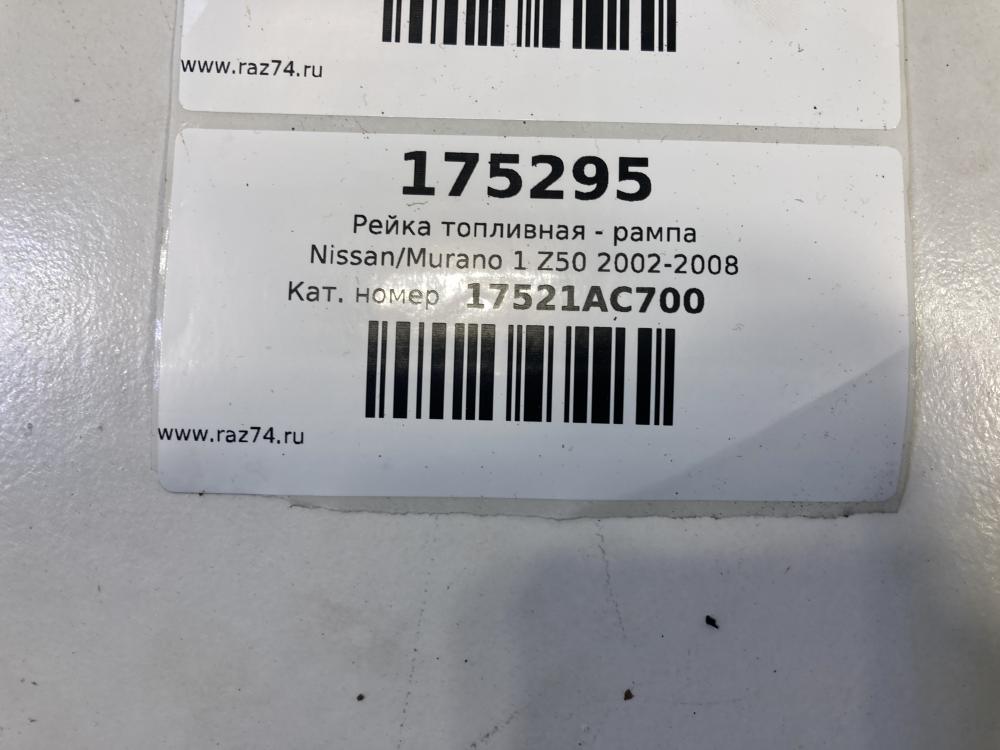 www.raz74.ru
175295
Рейка топливная - рампа
Nissan/Murano 1 Z50 2002-2008
Кат. номер 17521AC700
www.raz74.ru